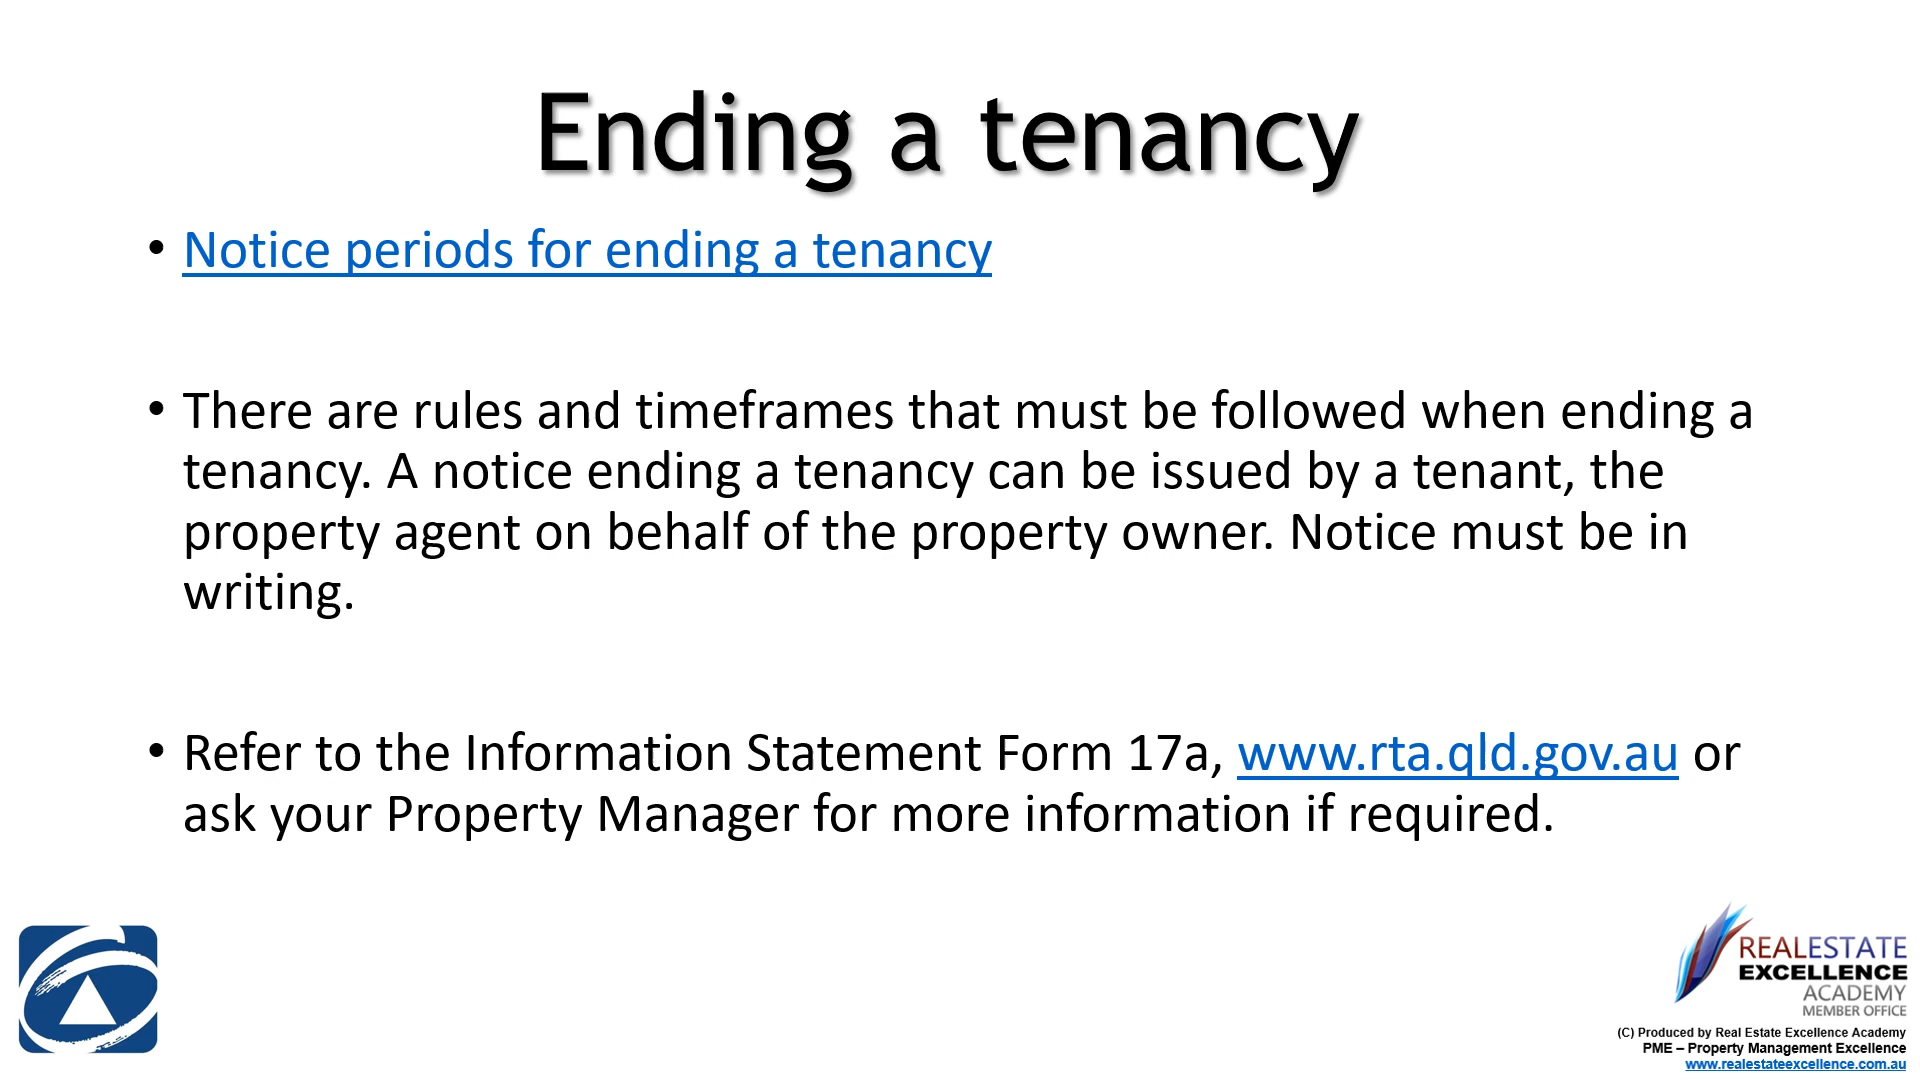 Ending a tenancy
• Notice periods for ending a tenancy
• There are rules and timeframes that must be followed when ending a
tenancy. A notice ending a tenancy can be issued by a tenant, the
property agent on behalf of the property owner. Notice must be in
writing.
• Refer to the Information Statement Form 17a, www.rta.qld.gov.au or
ask your Property Manager for more information if required.
REALESTATE
EXCELLENCE
ACADEMY
MEMBER OFFICE
(C) Produced by Real Estate Excellence Academy
PME – Property Management Excellence
www.realestateexcellence.com.au